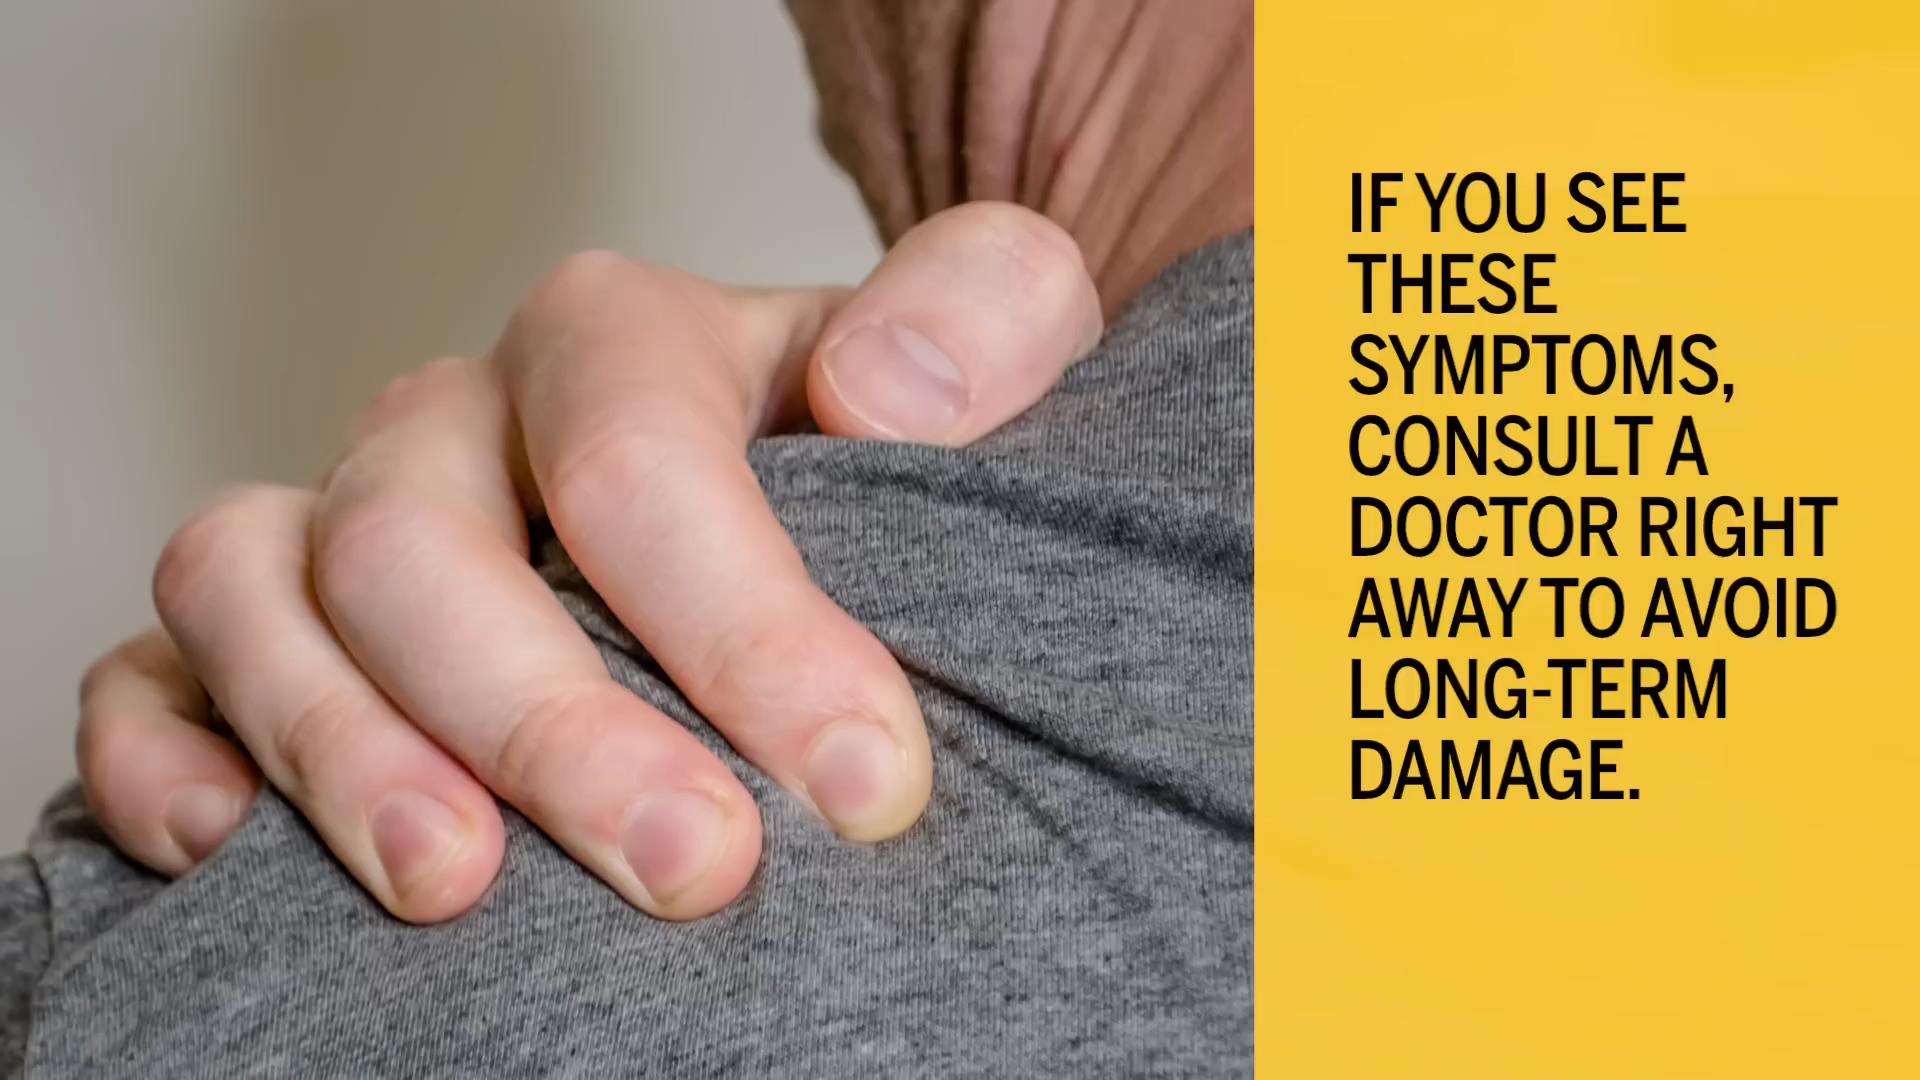 IF YOU SEE
THESE
SYMPTOMS,
CONSULT A
DOCTOR RIGHT
AWAY TO AVOID
LONG-TERM
DAMAGE.